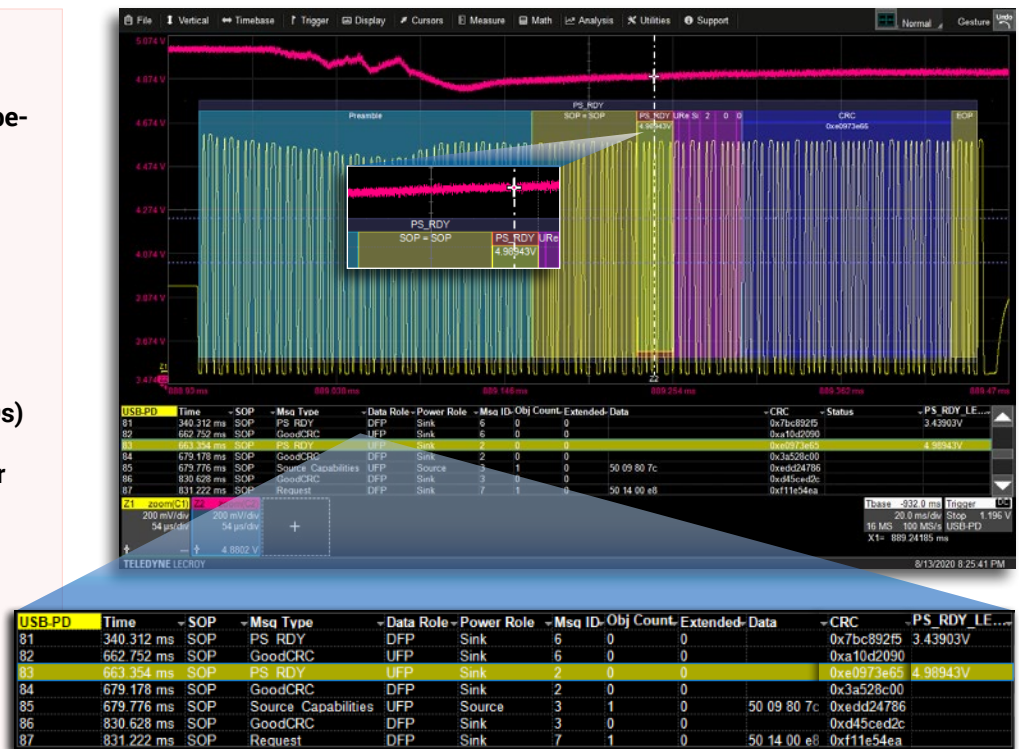 File Vertical Timebase Trigger Display Cursors Measure Math Analysis Utilities Support Normal Gesture Undo
5.074 V
4.874 V
4.674 V
4.474 V
4.274 V
4.074 V
2.874 V
2.674 V
3.474
be-
s)
r
PS_RDY
Preamble SOP = SOP PS_RDY URe Si 2 0 0 CRC EOP
4.98943V 0xe0973e65
PS_RDY
SOP = SOP PS_RDY URe
4.98943V
Z1
Z2
888.93 ms 889.038 ms 889.146 ms 889.254 ms 889.362 ms 889.47 ms
USB-PD Time SOP Msg Type Data Role Power Role Msg ID Obj Count Extended Data CRC Status PS_RDY_LE...
81 340.312 ms SOP PS RDY DFP Sink 6 0 0 0x7bc892f5 3.43903V
82 662.752 ms SOP GoodCRC UFP Sink 6 0 0 0xa10d2090
83 663.354 ms SOP PS RDY UFP Sink 2 0 0 0xe0973e65 4.98943V
84 679.178 ms SOP GoodCRC DFP Sink 2 0 0 0x3a528c00
85 679.776 ms SOP Source Capabilities UFP Source 3 1 0 50 09 80 7c 0xedd24786
86 830.628 ms SOP GoodCRC DFP Sink 3 0 0 0xd45ced2c
87 831.222 ms SOP Request DFP Sink 7 1 0 50 14 00 e8 0xf11e54ea
Z1 zoom(C1) Z2
200 mV/div 200 mV/div
54 µs/div 54 µs/div
4.8802 V
+
Tbase -932.0 ms Trigger DC
20.0 ms/div Stop 1.196 V
16 MS 100 MS/s USB-PD
X1= 889.24185 ms
TELEDYNE LECROY 8/13/2020 8:25:41 PM
USB-PD Time SOP Msg Type Data Role Power Role Msg ID Obj Count Extended Data CRC PS_RDY_LE...
81 340.312 ms SOP PS RDY DFP Sink 6 0 0 0x7bc892f5 3.43903V
82 662.752 ms SOP GoodCRC UFP Sink 6 0 0 0xa10d2090
83 663.354 ms SOP PS RDY UFP Sink 2 0 0 0xe0973e65 4.98943V
84 679.178 ms SOP GoodCRC DFP Sink 2 0 0 0x3a528c00
85 679.776 ms SOP Source Capabilities UFP Source 3 1 0 50 09 80 7c 0xedd24786
86 830.628 ms SOP GoodCRC DFP Sink 3 0 0 0xd45ced2c
87 831.222 ms SOP Request DFP Sink 7 1 0 50 14 00 e8 0xf11e54ea